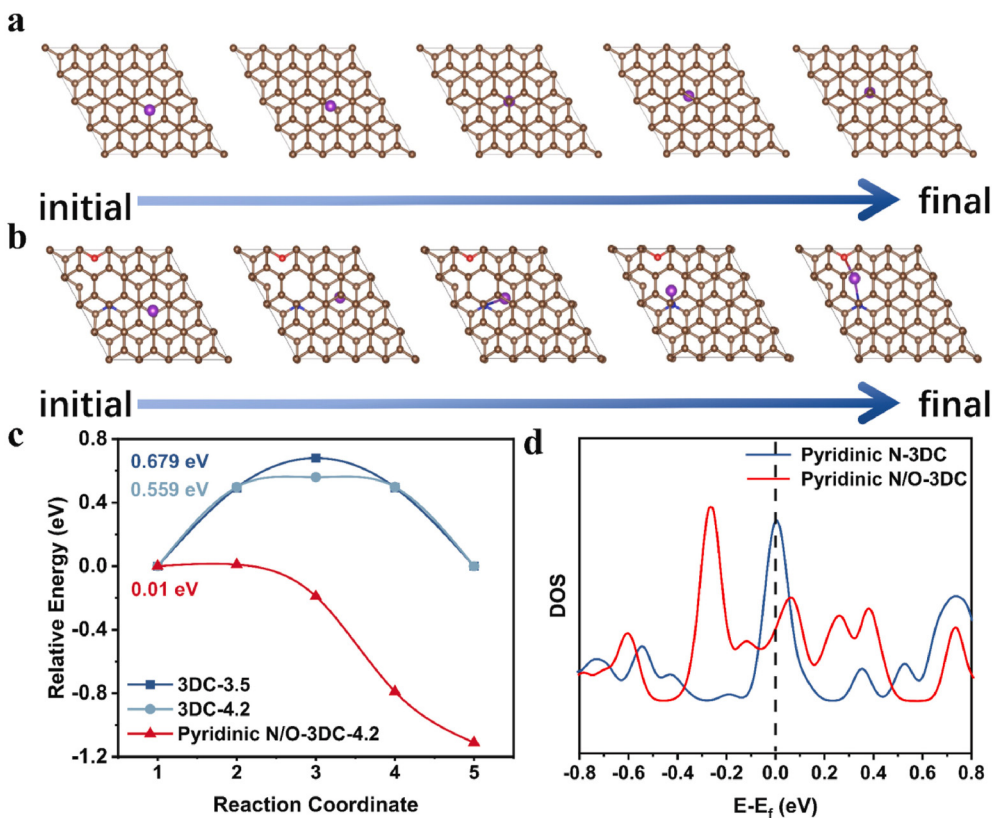 a
initial
final
b
initial
final
c
0.8
0.4
0.0
-0.4
-0.8
-1.2
Relative Energy (eV)
0.679 eV
0.559 eV
0.01 eV
3DC-3.5
3DC-4.2
Pyridinic N/O-3DC-4.2
1 2 3 4 5
Reaction Coordinate
d
Pyridinic N-3DC
Pyridinic N/O-3DC
DOS
-0.8 -0.6 -0.4 -0.2 0.0 0.2 0.4 0.6 0.8
E-Ef (eV)